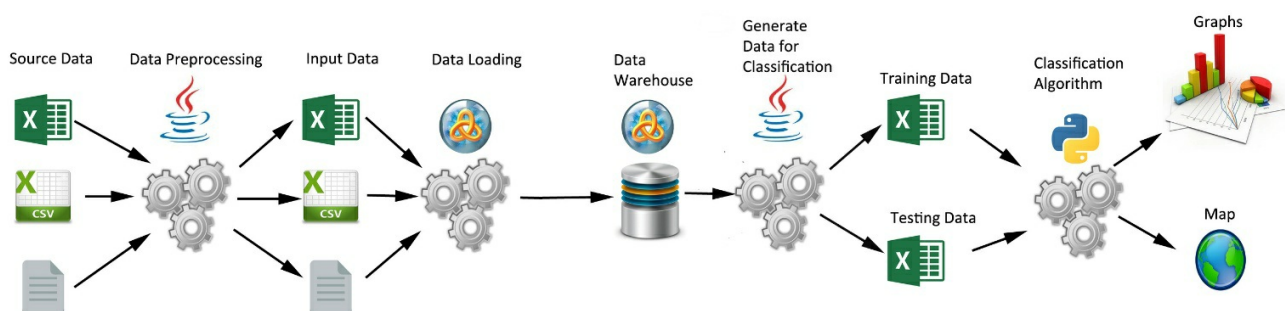 Source Data
Data Preprocessing
Input Data
Data Loading
Data
Warehouse
Generate
Data for
Classification
Training Data
Testing Data
Classification
Algorithm
Graphs
Map
X
X
CSV
X
X
CSV
X
X